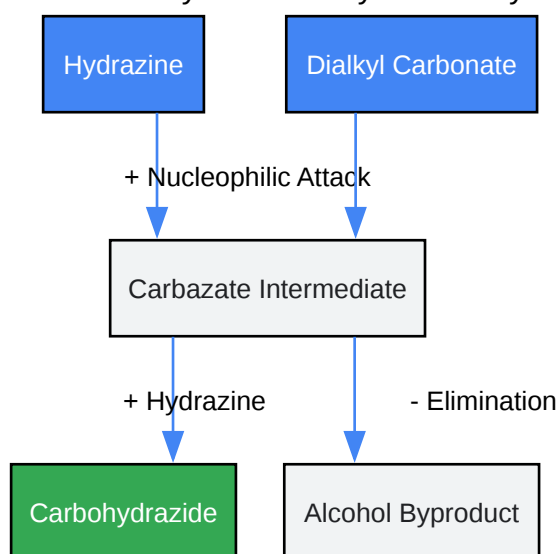 Hydrazine
Dialkyl Carbonate
+ Nucleophilic Attack
Carbazate Intermediate
+ Hydrazine
- Elimination
Carbohydrazide
Alcohol Byproduct